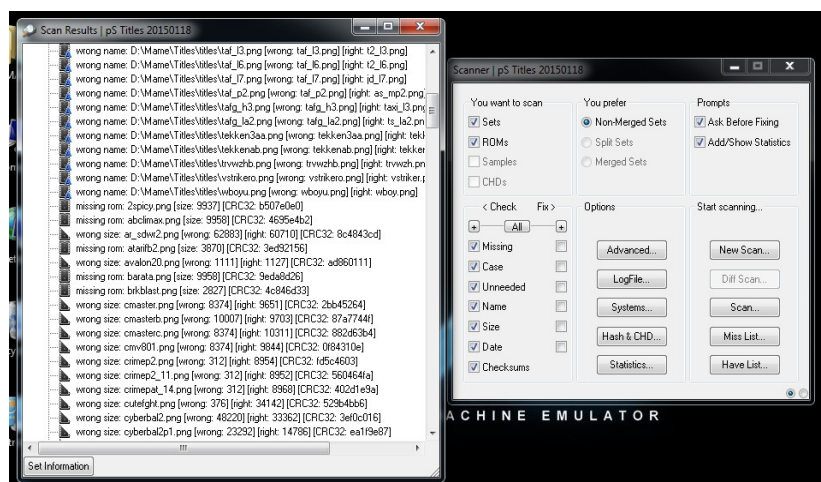 Scan Results | pS Titles 20150118
wrong name: D:\Mame\Titles\titles\taf_l3.png [wrong: taf_l3.png] [right: t2_l3.png]
wrong name: D:\Mame\Titles\titles\taf_l6.png [wrong: taf_l6.png] [right: t2_l6.png]
wrong name: D:\Mame\Titles\titles\taf_l7.png [wrong: taf_l7.png] [right: jd_l7.png]
wrong name: D:\Mame\Titles\titles\taf_p2.png [wrong: taf_p2.png] [right: as_mp2.png]
wrong name: D:\Mame\Titles\titles\tafg_h3.png [wrong: tafg_h3.png] [right: taxi_l3.png
wrong name: D:\Mame\Titles\titles\tafg_la2.png [wrong: tafg_la2.png] [right: ts_la2.pn
wrong name: D:\Mame\Titles\titles\tekken3aa.png [wrong: tekken3aa.png] [right: tekk
wrong name: D:\Mame\Titles\titles\tekkenab.png [wrong: tekkenab.png] [right: tekker
wrong name: D:\Mame\Titles\titles\trvwzhb.png [wrong: trvwzhb.png] [right: trvwzh.pn
wrong name: D:\Mame\Titles\titles\vstrikero.png [wrong: vstrikero.png] [right: vstriker.p
wrong name: D:\Mame\Titles\titles\wboyu.png [wrong: wboyu.png] [right: wboy.png]
missing rom: 2spicy.png [size: 9937] [CRC32: b507e0e0]
missing rom: abclimax.png [size: 9958] [CRC32: 4695e4b2]
wrong size: ar_sdwr2.png [wrong: 62883] [right: 60710] [CRC32: 8c4843cd]
missing rom: atarifb2.png [size: 3870] [CRC32: 3ed92156]
wrong size: avalon20.png [wrong: 1111] [right: 1127] [CRC32: ad860111]
missing rom: barata.png [size: 9958] [CRC32: 9eda8d26]
missing rom: brkblast.png [size: 2827] [CRC32: 4c846d33]
wrong size: cmaster.png [wrong: 8374] [right: 9651] [CRC32: 2bb45264]
wrong size: cmasterb.png [wrong: 10007] [right: 9703] [CRC32: 87a7744f]
wrong size: cmasterc.png [wrong: 8374] [right: 10311] [CRC32: 882d63b4]
wrong size: cmv801.png [wrong: 8374] [right: 9844] [CRC32: 0f84310e]
wrong size: crimep2.png [wrong: 312] [right: 8954] [CRC32: fd5c4603]
wrong size: crimep2_11.png [wrong: 312] [right: 8952] [CRC32: 560464fa]
wrong size: crimepat_14.png [wrong: 312] [right: 8968] [CRC32: 402d1e9a]
wrong size: cutefght.png [wrong: 376] [right: 34142] [CRC32: 529b4bb6]
wrong size: cyberbal2.png [wrong: 48220] [right: 33362] [CRC32: 3ef0c016]
wrong size: cyberbal2p1.png [wrong: 23292] [right: 14786] [CRC32: ea1f9e87]
Set Information
Scanner | pS Titles 20150118
You want to scan
Sets
ROMs
Samples
CHDs
You prefer
Non-Merged Sets
Split Sets
Merged Sets
Prompts
Ask Before Fixing
Add/Show Statistics
< Check Fix >
+ All +
Missing
Case
Unneeded
Name
Size
Date
Checksums
Options
Advanced...
LogFile...
Systems...
Hash & CHD...
Statistics...
Start scanning...
New Scan...
Diff Scan...
Scan...
Miss List...
Have List...
ACHINE EMULATOR